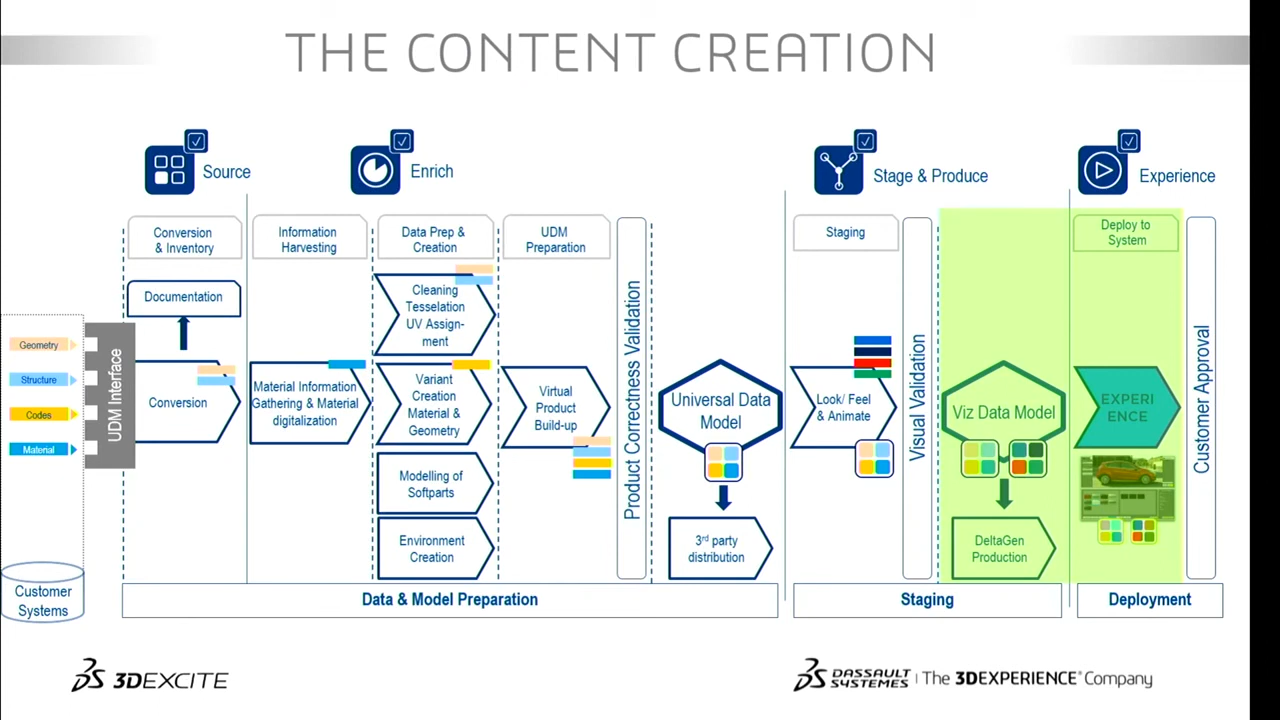 THE CONTENT CREATION
Source
Enrich
Stage & Produce
Experience
Conversion
& Inventory
Information
Harvesting
Data Prep &
Creation
UDM
Preparation
Staging
Deploy to
System
Documentation
Cleaning
Tesselation
UV Assign-
ment
Geometry
Structure
Codes
Material
UDM Interface
Conversion
Material Information
Gathering & Material
digitalization
Variant
Creation
Material &
Geometry
Virtual
Product
Build-up
Product Correctness Validation
Universal Data
Model
Look/ Feel
& Animate
Visual Validation
Viz Data Model
EXPERI
ENCE
Customer Approval
Modelling of
Softparts
Environment
Creation
3rd party
distribution
DeltaGen
Production
Customer
Systems
Data & Model Preparation
Staging
Deployment
3DEXCITE
DASSAULT
SYSTEMES
The 3DEXPERIENCE® Company